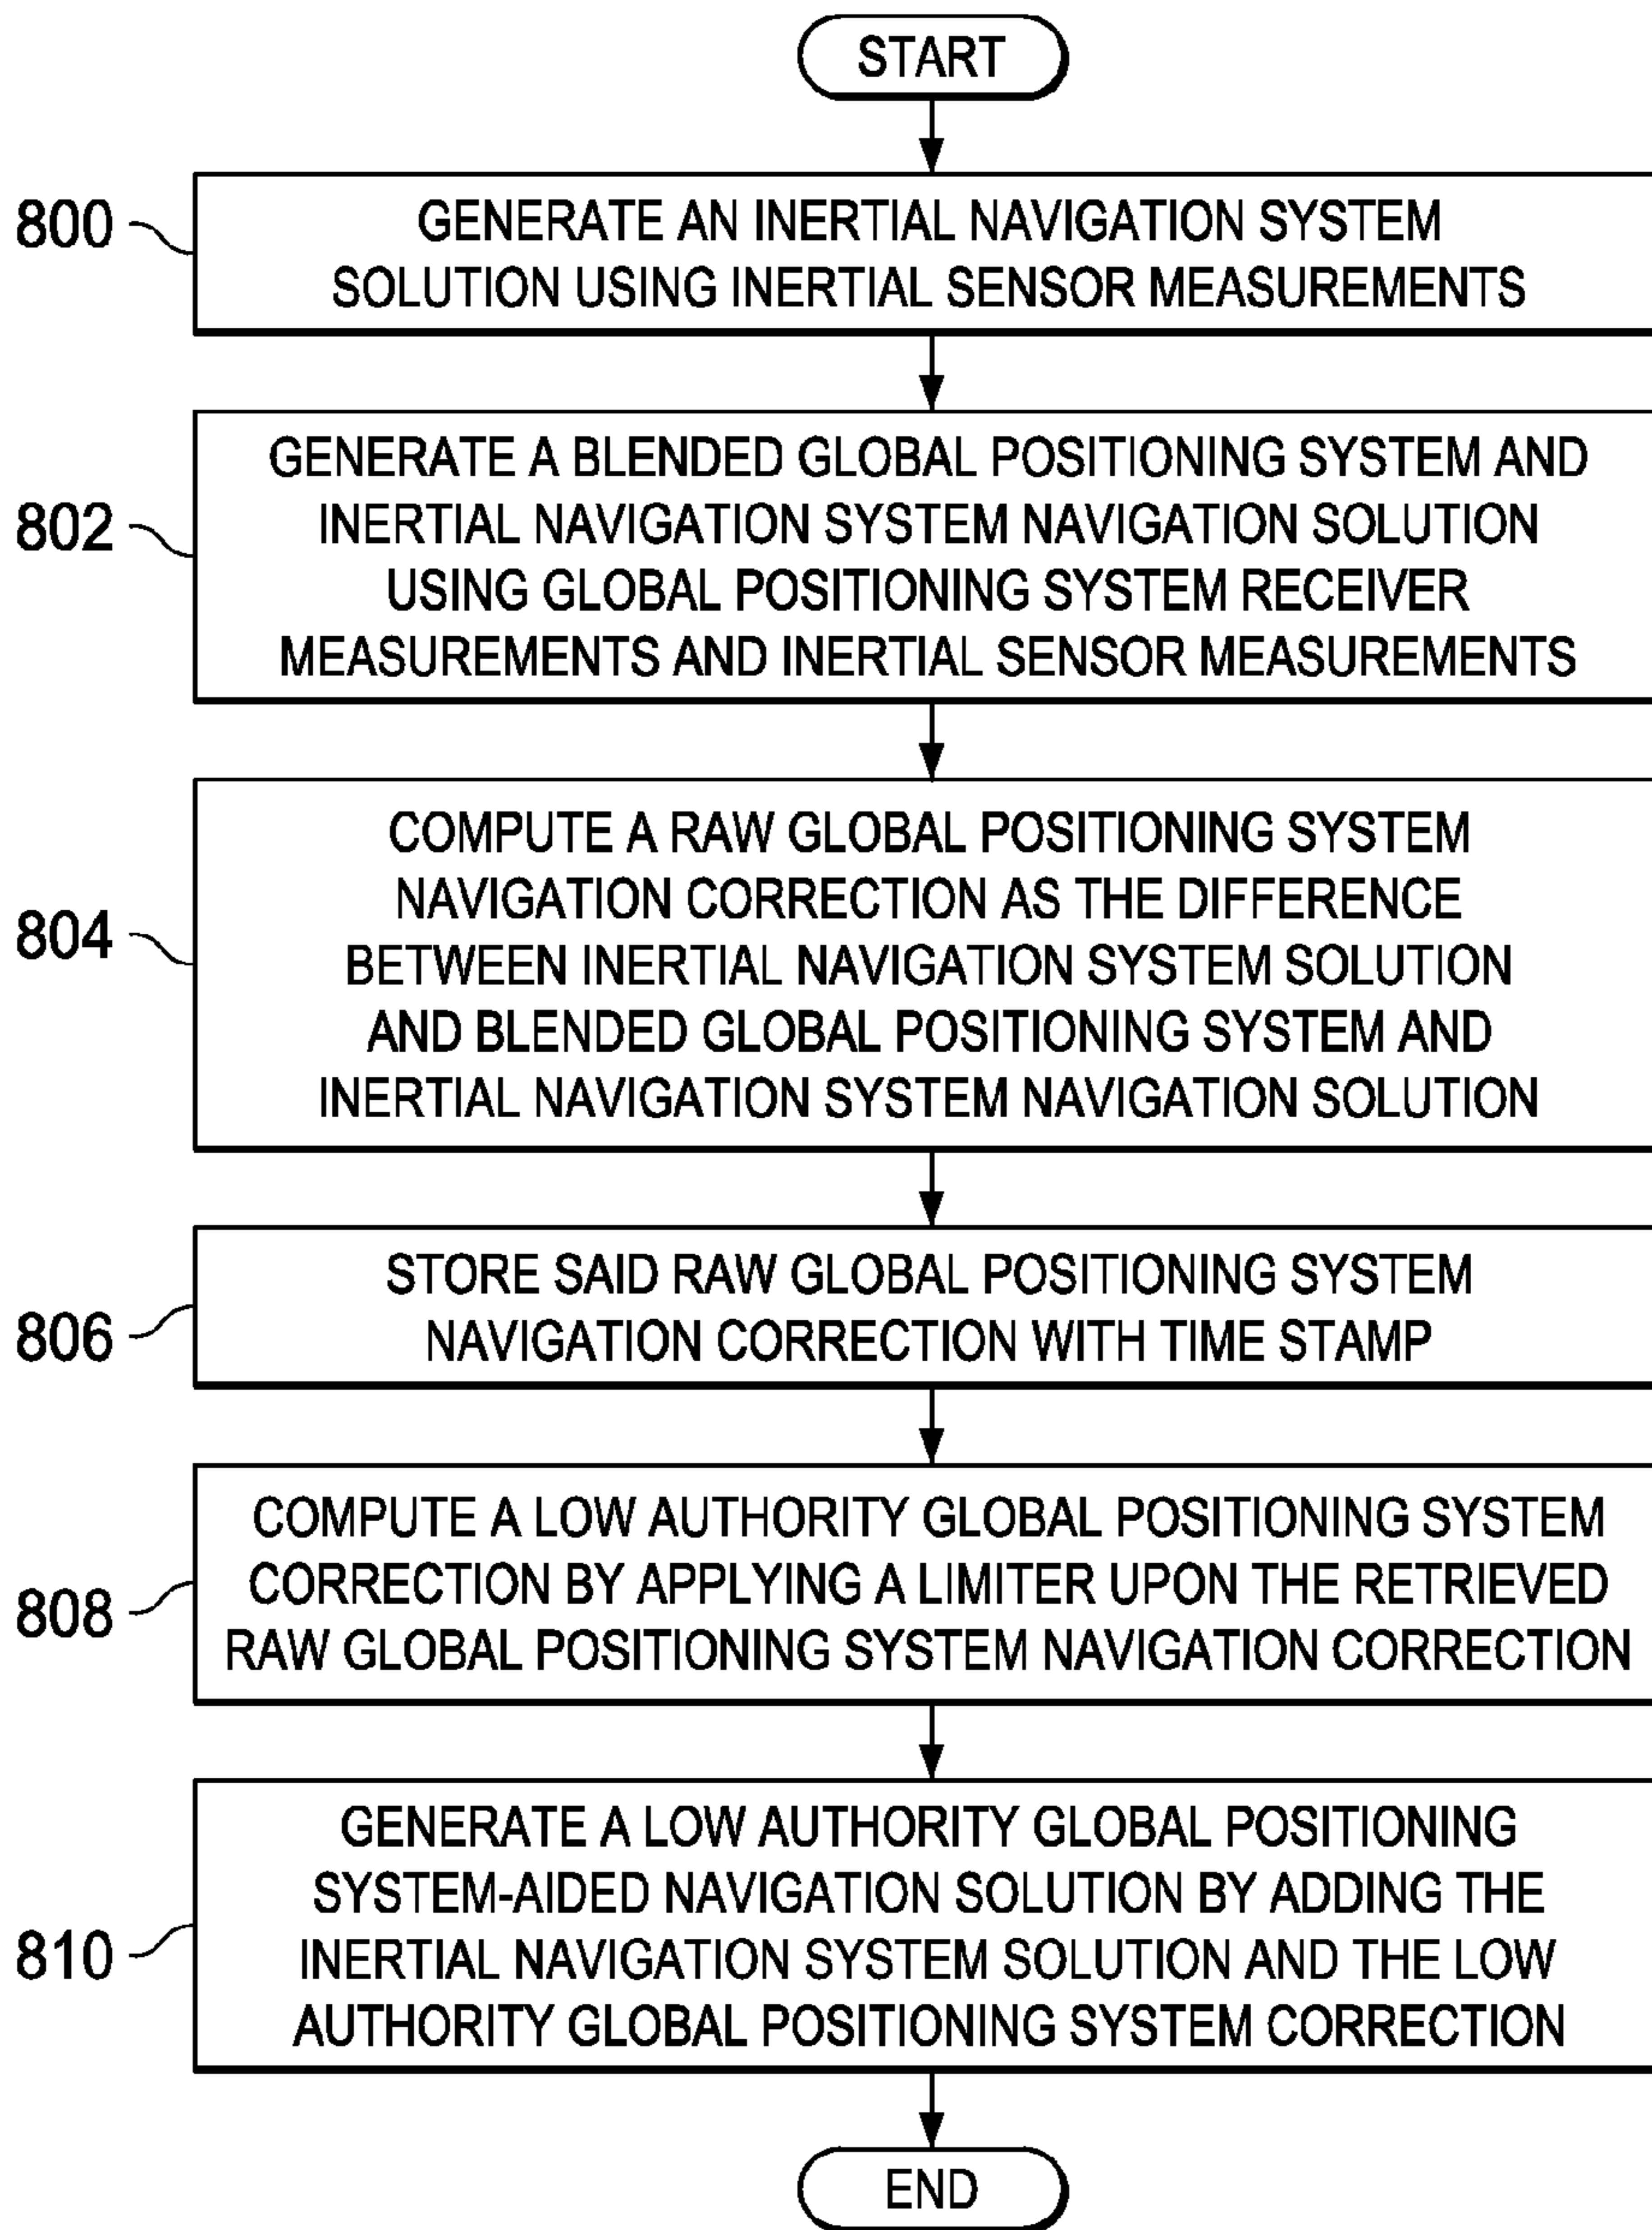 START
800
GENERATE AN INERTIAL NAVIGATION SYSTEM
SOLUTION USING INERTIAL SENSOR MEASUREMENTS
802
GENERATE A BLENDED GLOBAL POSITIONING SYSTEM AND
INERTIAL NAVIGATION SYSTEM NAVIGATION SOLUTION
USING GLOBAL POSITIONING SYSTEM RECEIVER
MEASUREMENTS AND INERTIAL SENSOR MEASUREMENTS
804
COMPUTE A RAW GLOBAL POSITIONING SYSTEM
NAVIGATION CORRECTION AS THE DIFFERENCE
BETWEEN INERTIAL NAVIGATION SYSTEM SOLUTION
AND BLENDED GLOBAL POSITIONING SYSTEM AND
INERTIAL NAVIGATION SYSTEM NAVIGATION SOLUTION
806
STORE SAID RAW GLOBAL POSITIONING SYSTEM
NAVIGATION CORRECTION WITH TIME STAMP
808
COMPUTE A LOW AUTHORITY GLOBAL POSITIONING SYSTEM
CORRECTION BY APPLYING A LIMITER UPON THE RETRIEVED
RAW GLOBAL POSITIONING SYSTEM NAVIGATION CORRECTION
810
GENERATE A LOW AUTHORITY GLOBAL POSITIONING
SYSTEM-AIDED NAVIGATION SOLUTION BY ADDING THE
INERTIAL NAVIGATION SYSTEM SOLUTION AND THE LOW
AUTHORITY GLOBAL POSITIONING SYSTEM CORRECTION
END